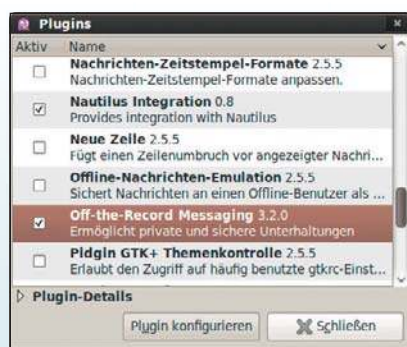 Plugins
Aktiv Name
Nachrichten-Zeitstempel-Formate 2.5.5
Nachrichten-Zeitstempel-Formate anpassen.
Nautilus Integration 0.8
Provides integration with Nautilus
Neue Zeile 2.5.5
Fügt einen Zeilenumbruch vor angezeigter Nachri...
Offline-Nachrichten-Emulation 2.5.5
Sichert Nachrichten an einen Offline-Benutzer als ...
Off-the-Record Messaging 3.2.0
Ermöglicht private und sichere Unterhaltungen
Pidgin GTK+ Themenkontrolle 2.5.5
Erlaubt den Zugriff auf häufig benutzte gtkrc-Einst...
Plugin-Details
Plugin konfigurieren
Schließen